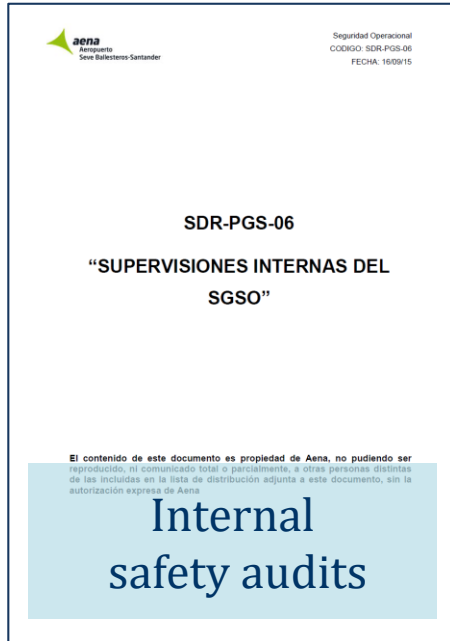 aena
Aeropuerto
Seve Ballesteros-Santander
Seguridad Operacional
CODIGO: SDR-PGS-06
FECHA: 16/09/15
SDR-PGS-06
“SUPERVISIONES INTERNAS DEL
SGSO”
El contenido de este documento es propiedad de Aena, no pudiendo ser
reproducido, ni comunicado total o parcialmente, a otras personas distintas
de las incluidas en la lista de distribución adjunta a este documento, sin la
autorización expresa de Aena
Internal
safety audits